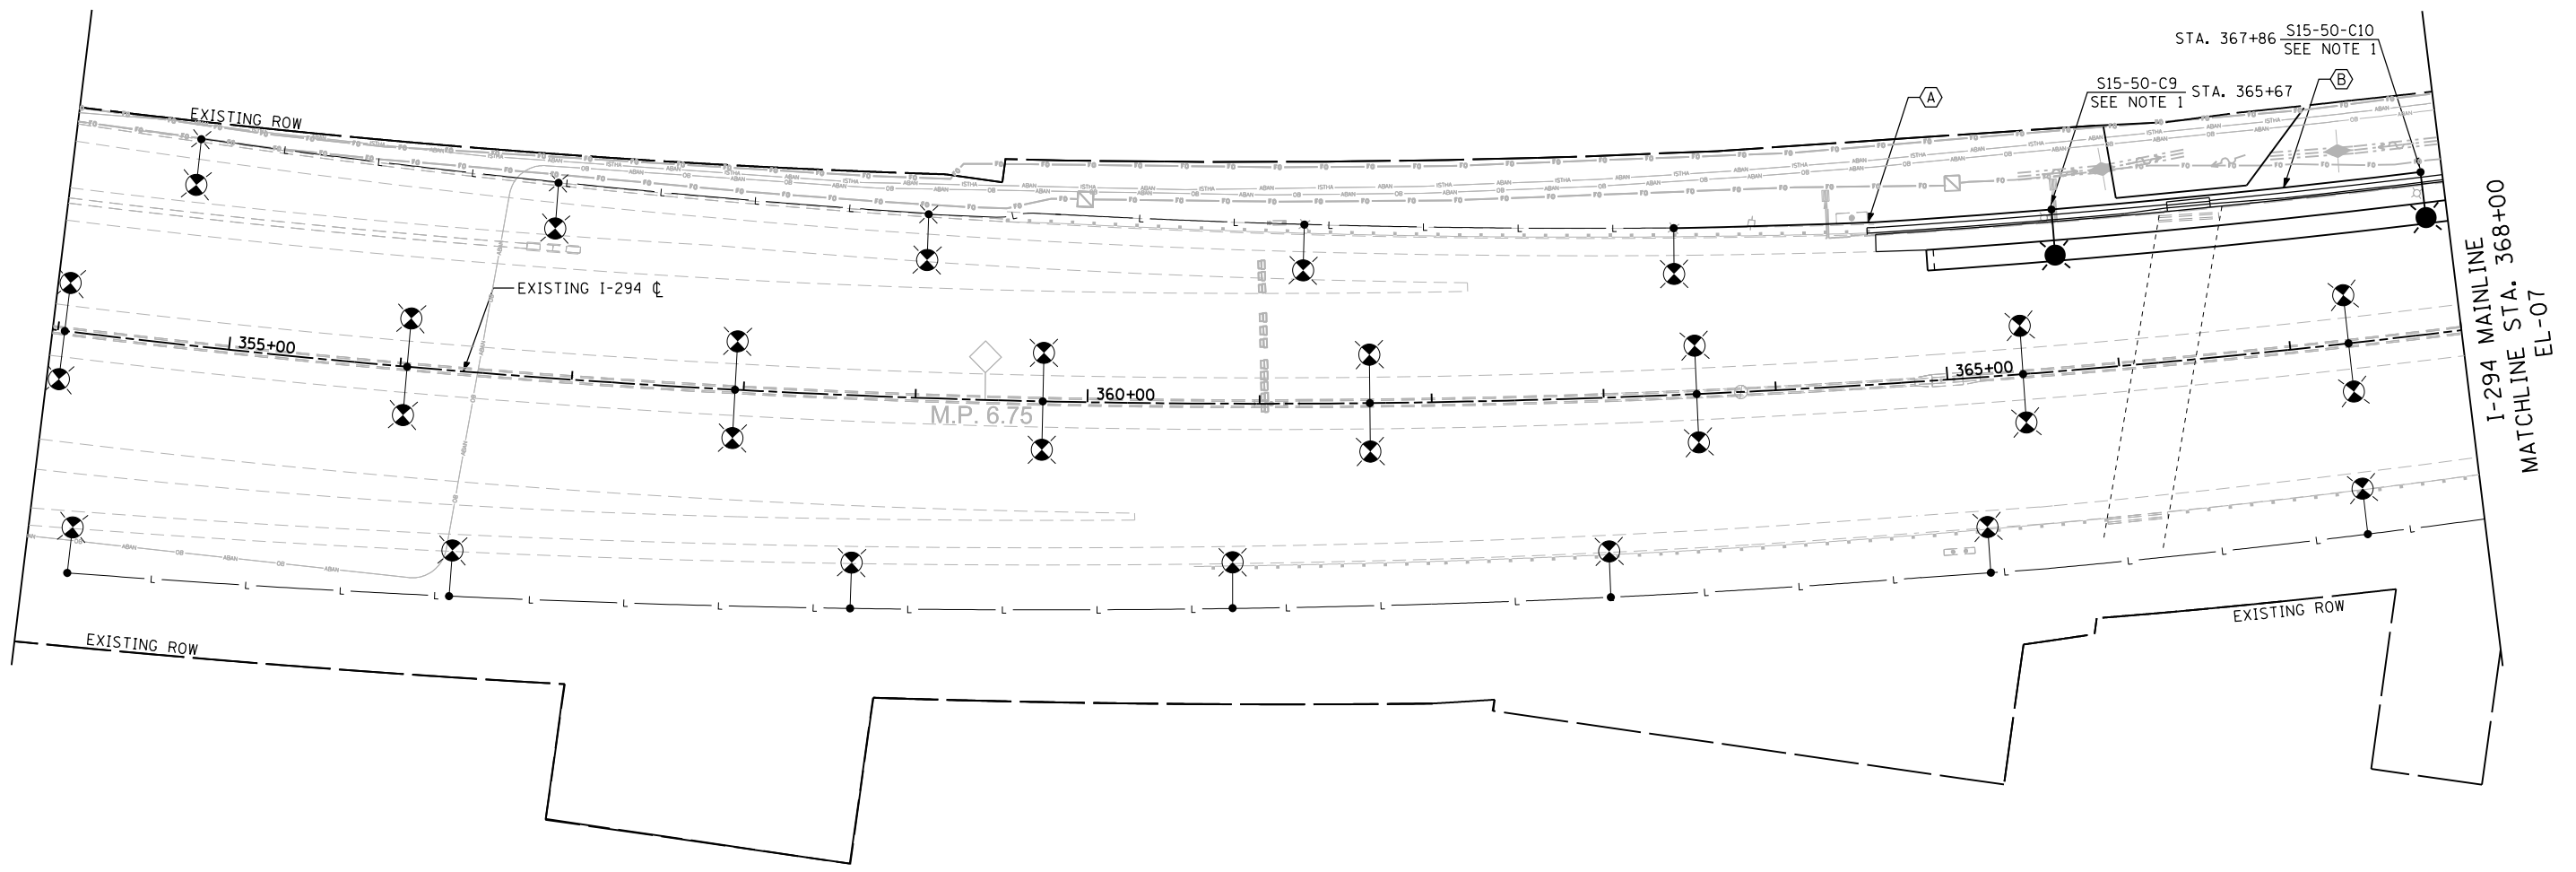 STA. 367+86 S15-50-C10
SEE NOTE 1
S15-50-C9
SEE NOTE 1 STA. 365+67
A
B
EXISTING ROW
EXISTING I-294 ℄
355+00
360+00
365+00
M.P. 6.75
I-294 MAINLINE
MATCHLINE STA. 368+00
EL-07
EXISTING ROW
EXISTING ROW